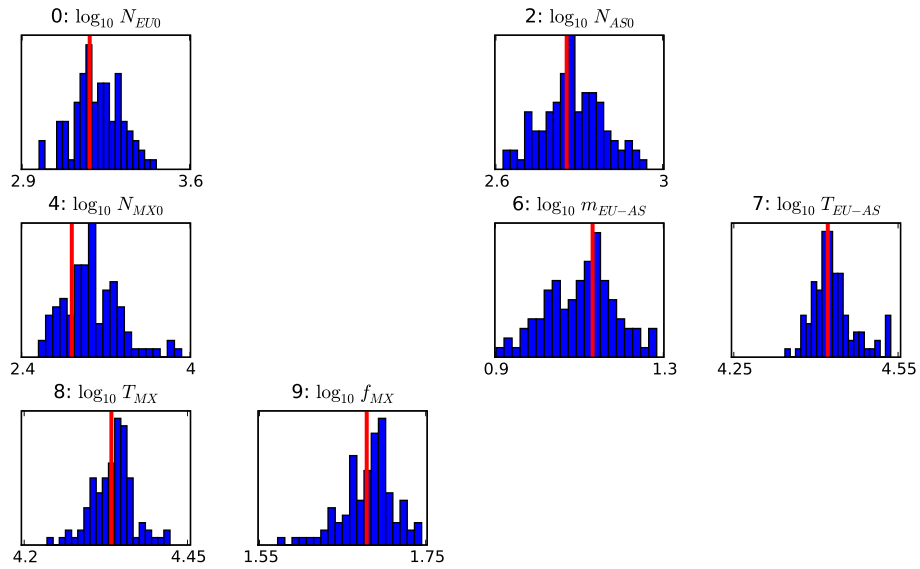 0: log10 NEU0
2: log10 NAS0
2.9 3.6 2.6 3
4: log10 NMX0
6: log10 mEU−AS
7: log10 TEU−AS
2.4 4 0.9 1.3 4.25 4.55
8: log10 TMX
9: log10 fMX
4.2 4.45 1.55 1.75